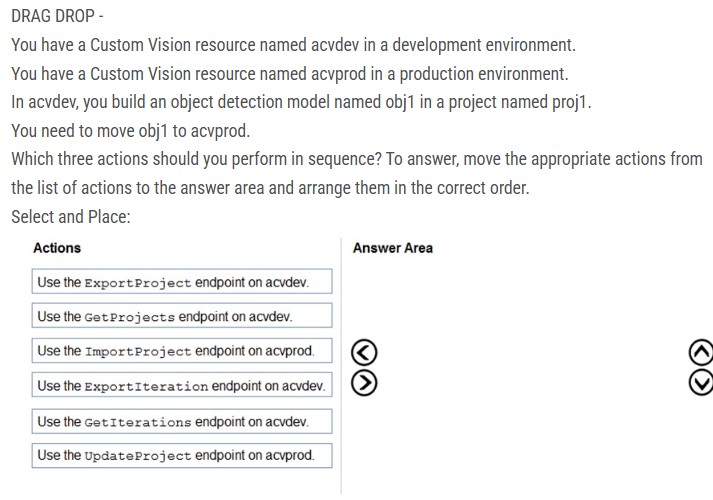 DRAG DROP -
You have a Custom Vision resource named acvdev in a development environment.
You have a Custom Vision resource named acvprod in a production environment.
In acvdev, you build an object detection model named obj1 in a project named proj1.
You need to move obj1 to acvprod.
Which three actions should you perform in sequence? To answer, move the appropriate actions from
the list of actions to the answer area and arrange them in the correct order.
Select and Place:
Actions
Answer Area
Use the ExportProject endpoint on acvdev.
Use the GetProjects endpoint on acvdev.
Use the ImportProject endpoint on acvprod.
Use the ExportIteration endpoint on acvdev.
Use the GetIterations endpoint on acvdev.
Use the UpdateProject endpoint on acvprod.